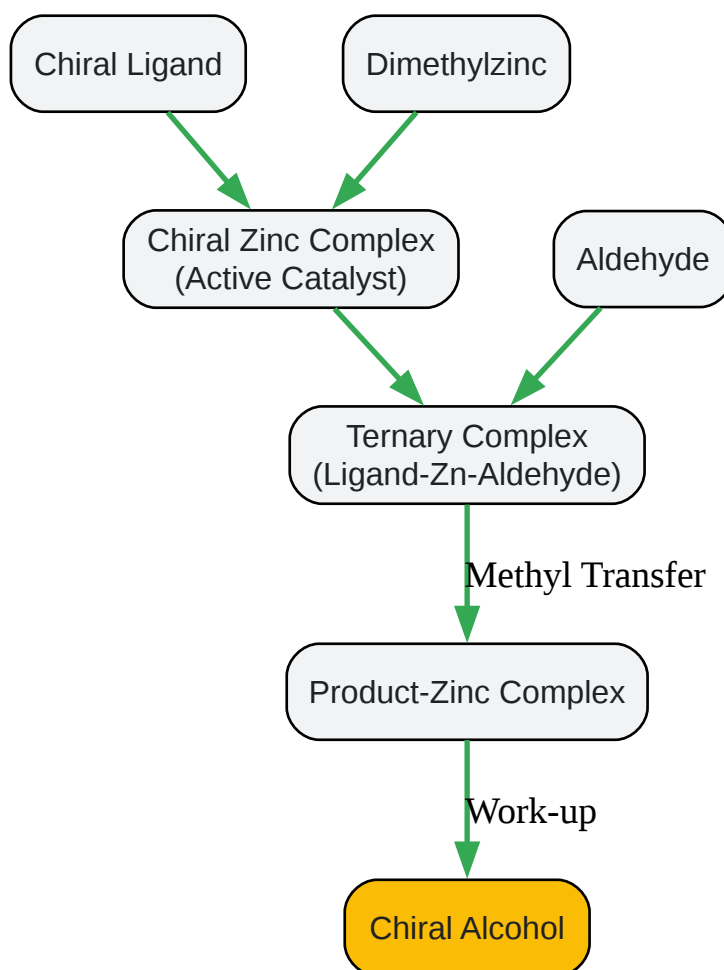 Chiral Ligand
Dimethylzinc
Chiral Zinc Complex
(Active Catalyst)
Aldehyde
Ternary Complex
(Ligand-Zn-Aldehyde)
Methyl Transfer
Product-Zinc Complex
Work-up
Chiral Alcohol